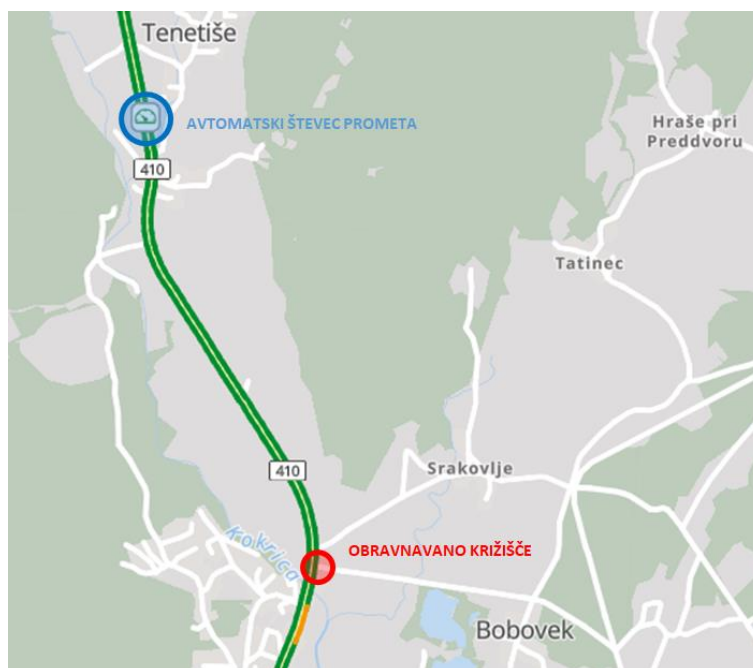 Tenetiše
AVTOMATSKI ŠTEVEC PROMETA
Hraše pri
Preddvoru
410
Tatinec
410
Srakovlje
Kokrica
OBRAVNAVANO KRIŽIŠČE
Bobovek